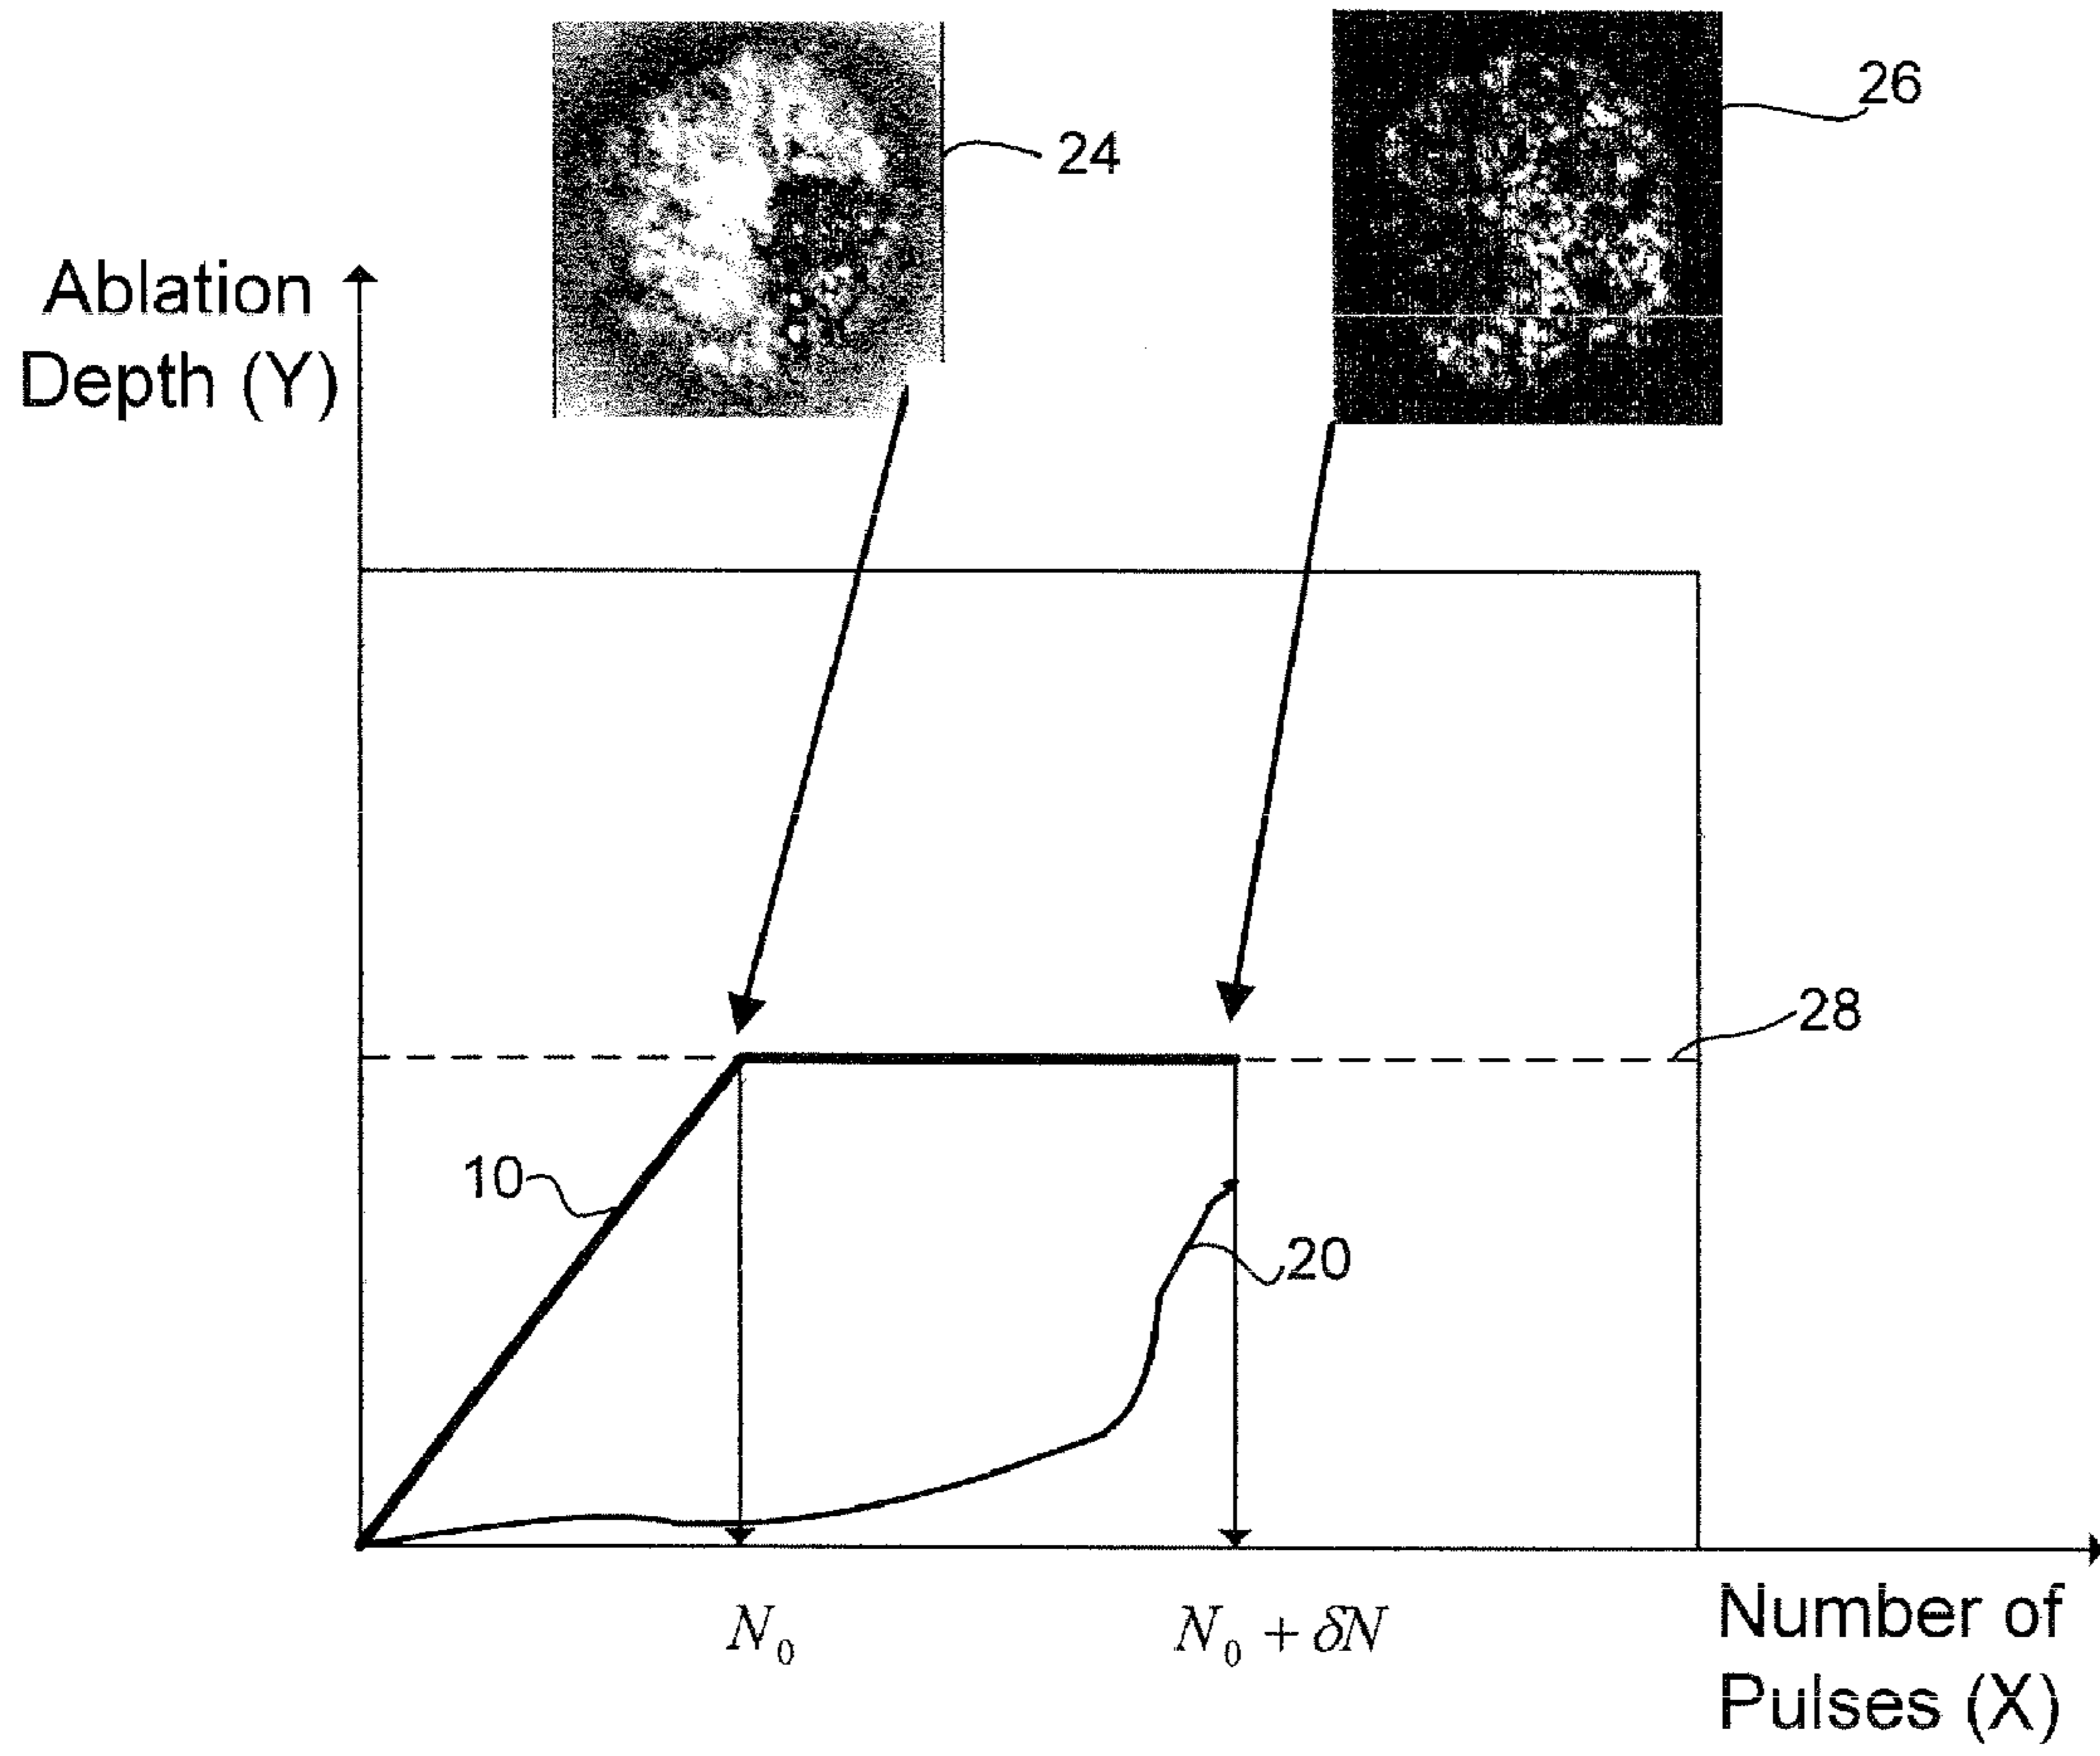 26
24
Ablation
Depth (Y)
28
10
20
N₀
N₀ + δN
Number of
Pulses (X)